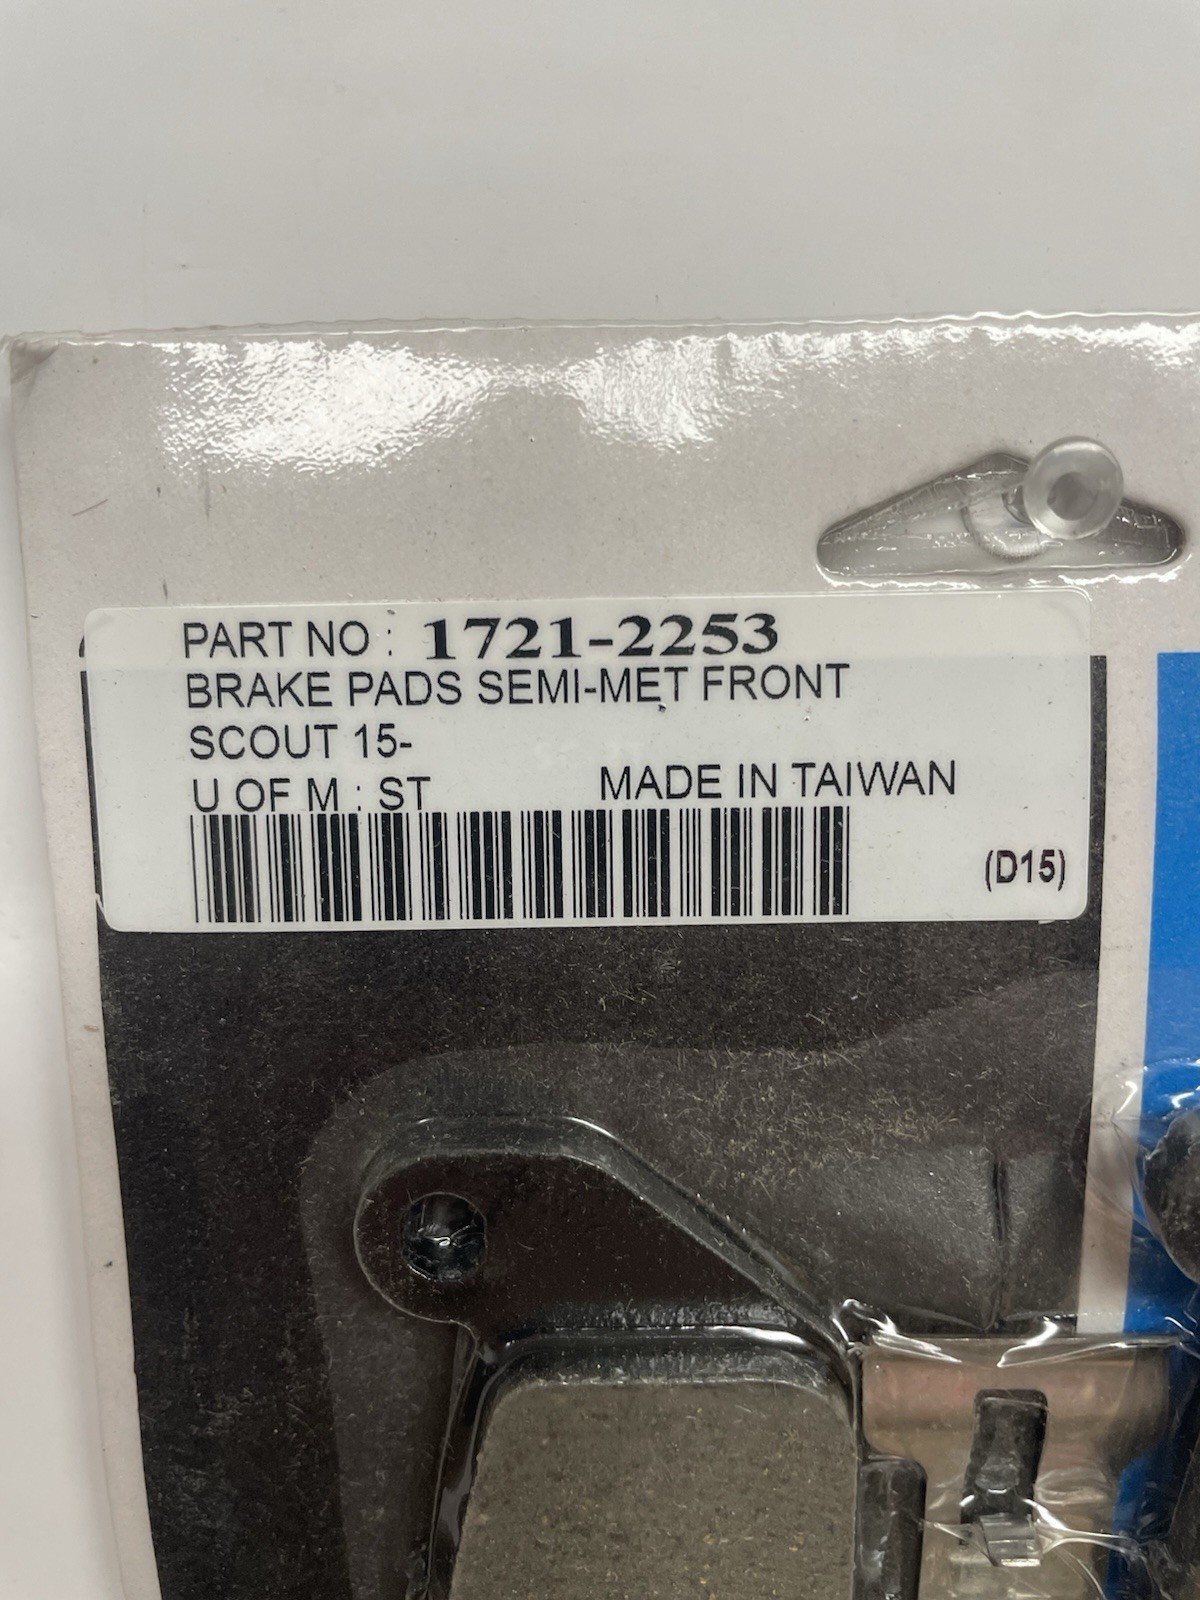 PART NO : 1721-2253
BRAKE PADS SEMI-MET FRONT
SCOUT 15-
U OF M : ST MADE IN TAIWAN
(D15)